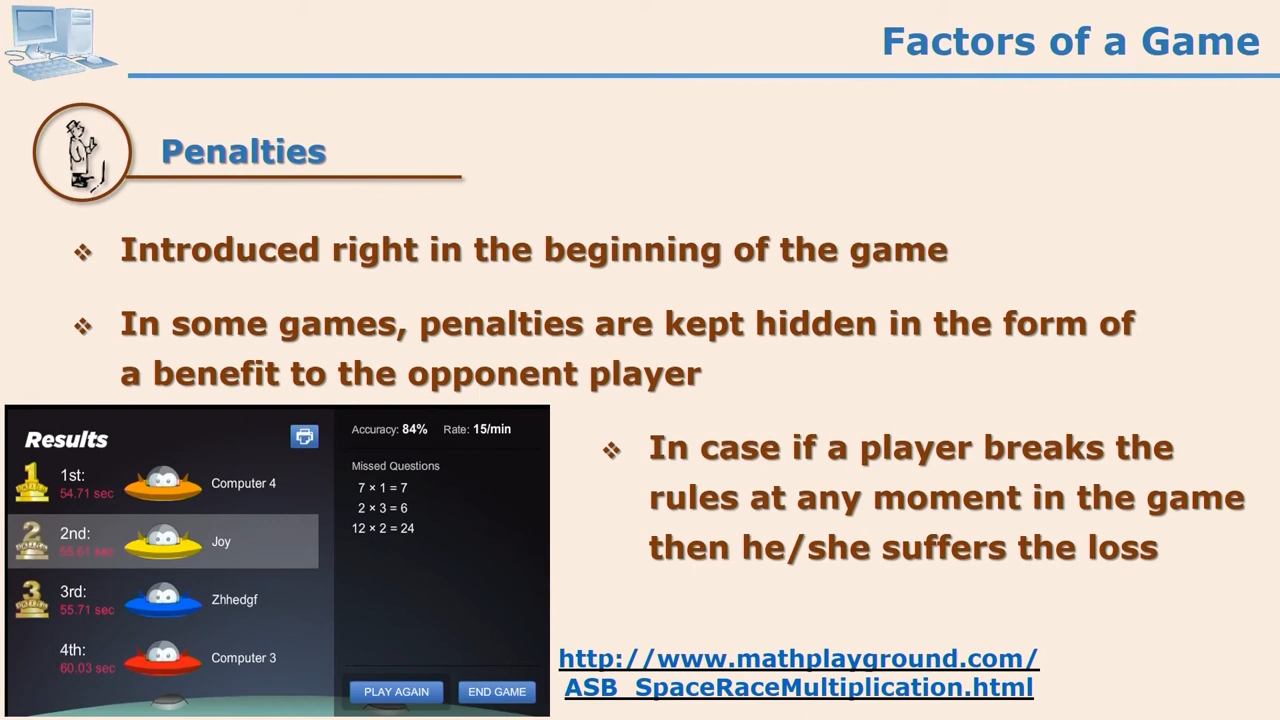 Factors of a Game
Penalties
❖ Introduced right in the beginning of the game
❖ In some games, penalties are kept hidden in the form of
a benefit to the opponent player
Results
1st:
54.71 sec
Computer 4
2nd:
55.61 sec
Joy
3rd:
55.71 sec
Zhhedgf
4th:
60.03 sec
Computer 3
Accuracy: 84% Rate: 15/min
Missed Questions
7 × 1 = 7
2 × 3 = 6
12 × 2 = 24
PLAY AGAIN
END GAME
❖ In case if a player breaks the
rules at any moment in the game
then he/she suffers the loss
http://www.mathplayground.com/
ASB_SpaceRaceMultiplication.html